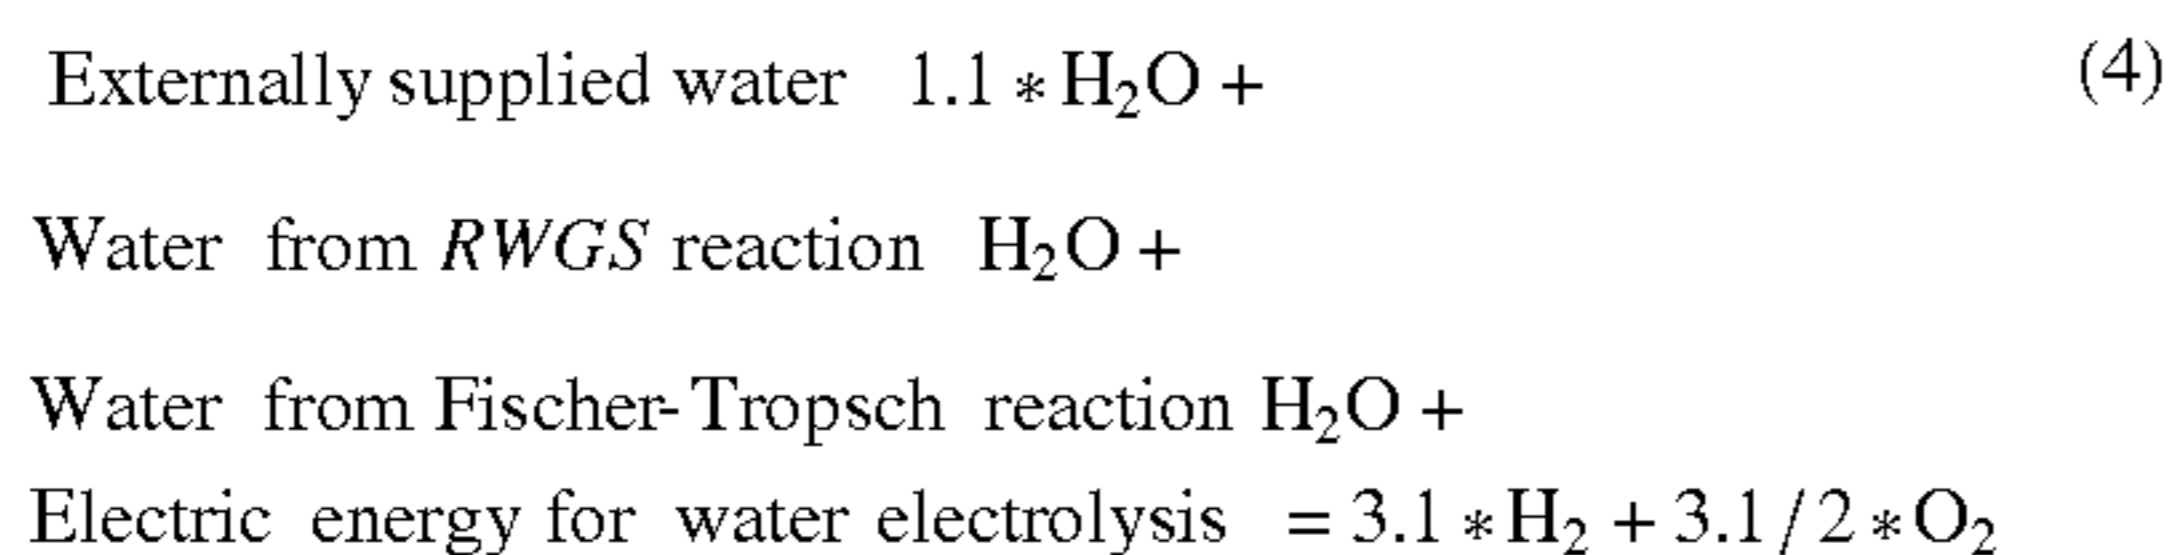 Externally supplied water 1.1 * H₂O + (4)
Water from RWGS reaction H₂O +
Water from Fischer-Tropsch reaction H₂O +
Electric energy for water electrolysis = 3.1 * H₂ + 3.1/2 * O₂